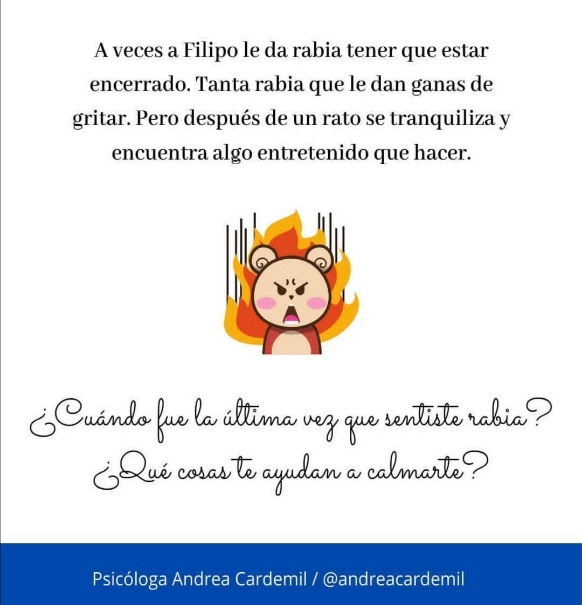 A veces a Filipo le da rabia tener que estar
encerrado. Tanta rabia que le dan ganas de
gritar. Pero después de un rato se tranquiliza y
encuentra algo entretenido que hacer.
¿Cuándo fue la última vez que sentiste rabia?
¿Qué cosas te ayudan a calmarte?
Psicóloga Andrea Cardemil / @andreacardemil